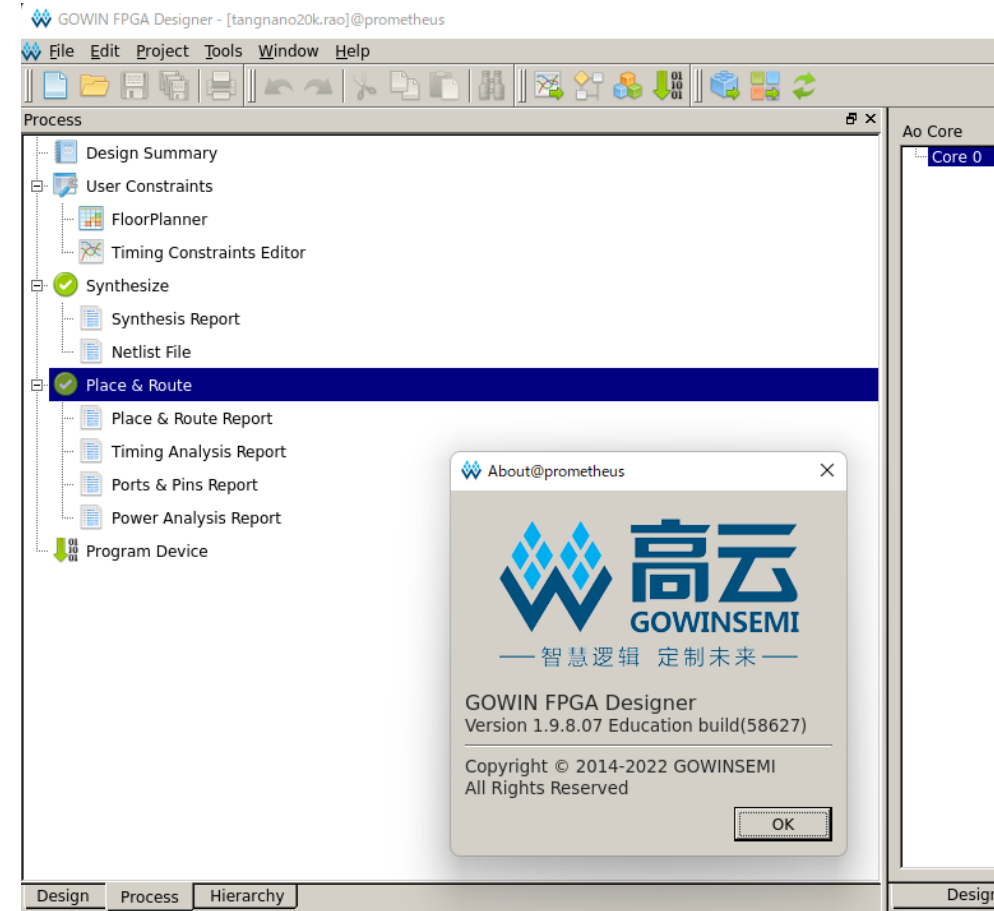 GOWIN FPGA Designer - [tangnano20k.rao]@prometheus
File Edit Project Tools Window Help
Process
Design Summary
User Constraints
FloorPlanner
Timing Constraints Editor
Synthesize
Synthesis Report
Netlist File
Place & Route
Place & Route Report
Timing Analysis Report
Ports & Pins Report
Power Analysis Report
Program Device
Design Process Hierarchy
Ao Core
Core 0
Design
About@prometheus
高云
GOWINSEMI
智慧逻辑 定制未来
GOWIN FPGA Designer
Version 1.9.8.07 Education build(58627)
Copyright © 2014-2022 GOWINSEMI
All Rights Reserved
OK